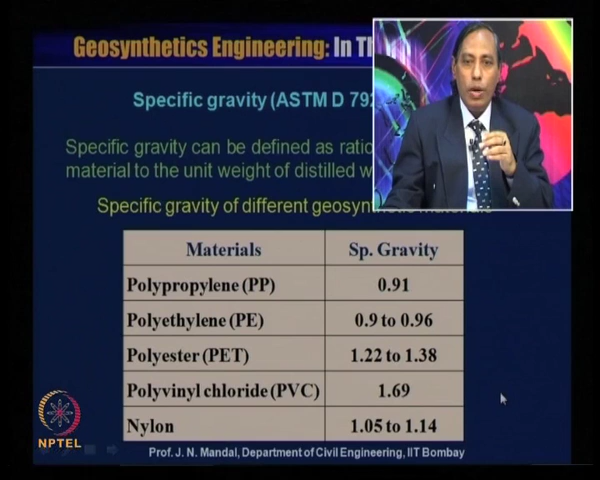 Geosynthetics Engineering: In Th
Specific gravity (ASTM D 792
Specific gravity can be defined as ratio
material to the unit weight of distilled w
Specific gravity of different geosynthetic materials
Materials Sp. Gravity
Polypropylene (PP) 0.91
Polyethylene (PE) 0.9 to 0.96
Polyester (PET) 1.22 to 1.38
Polyvinyl chloride (PVC) 1.69
Nylon 1.05 to 1.14
NPTEL
Prof. J. N. Mandal, Department of Civil Engineering, IIT Bombay